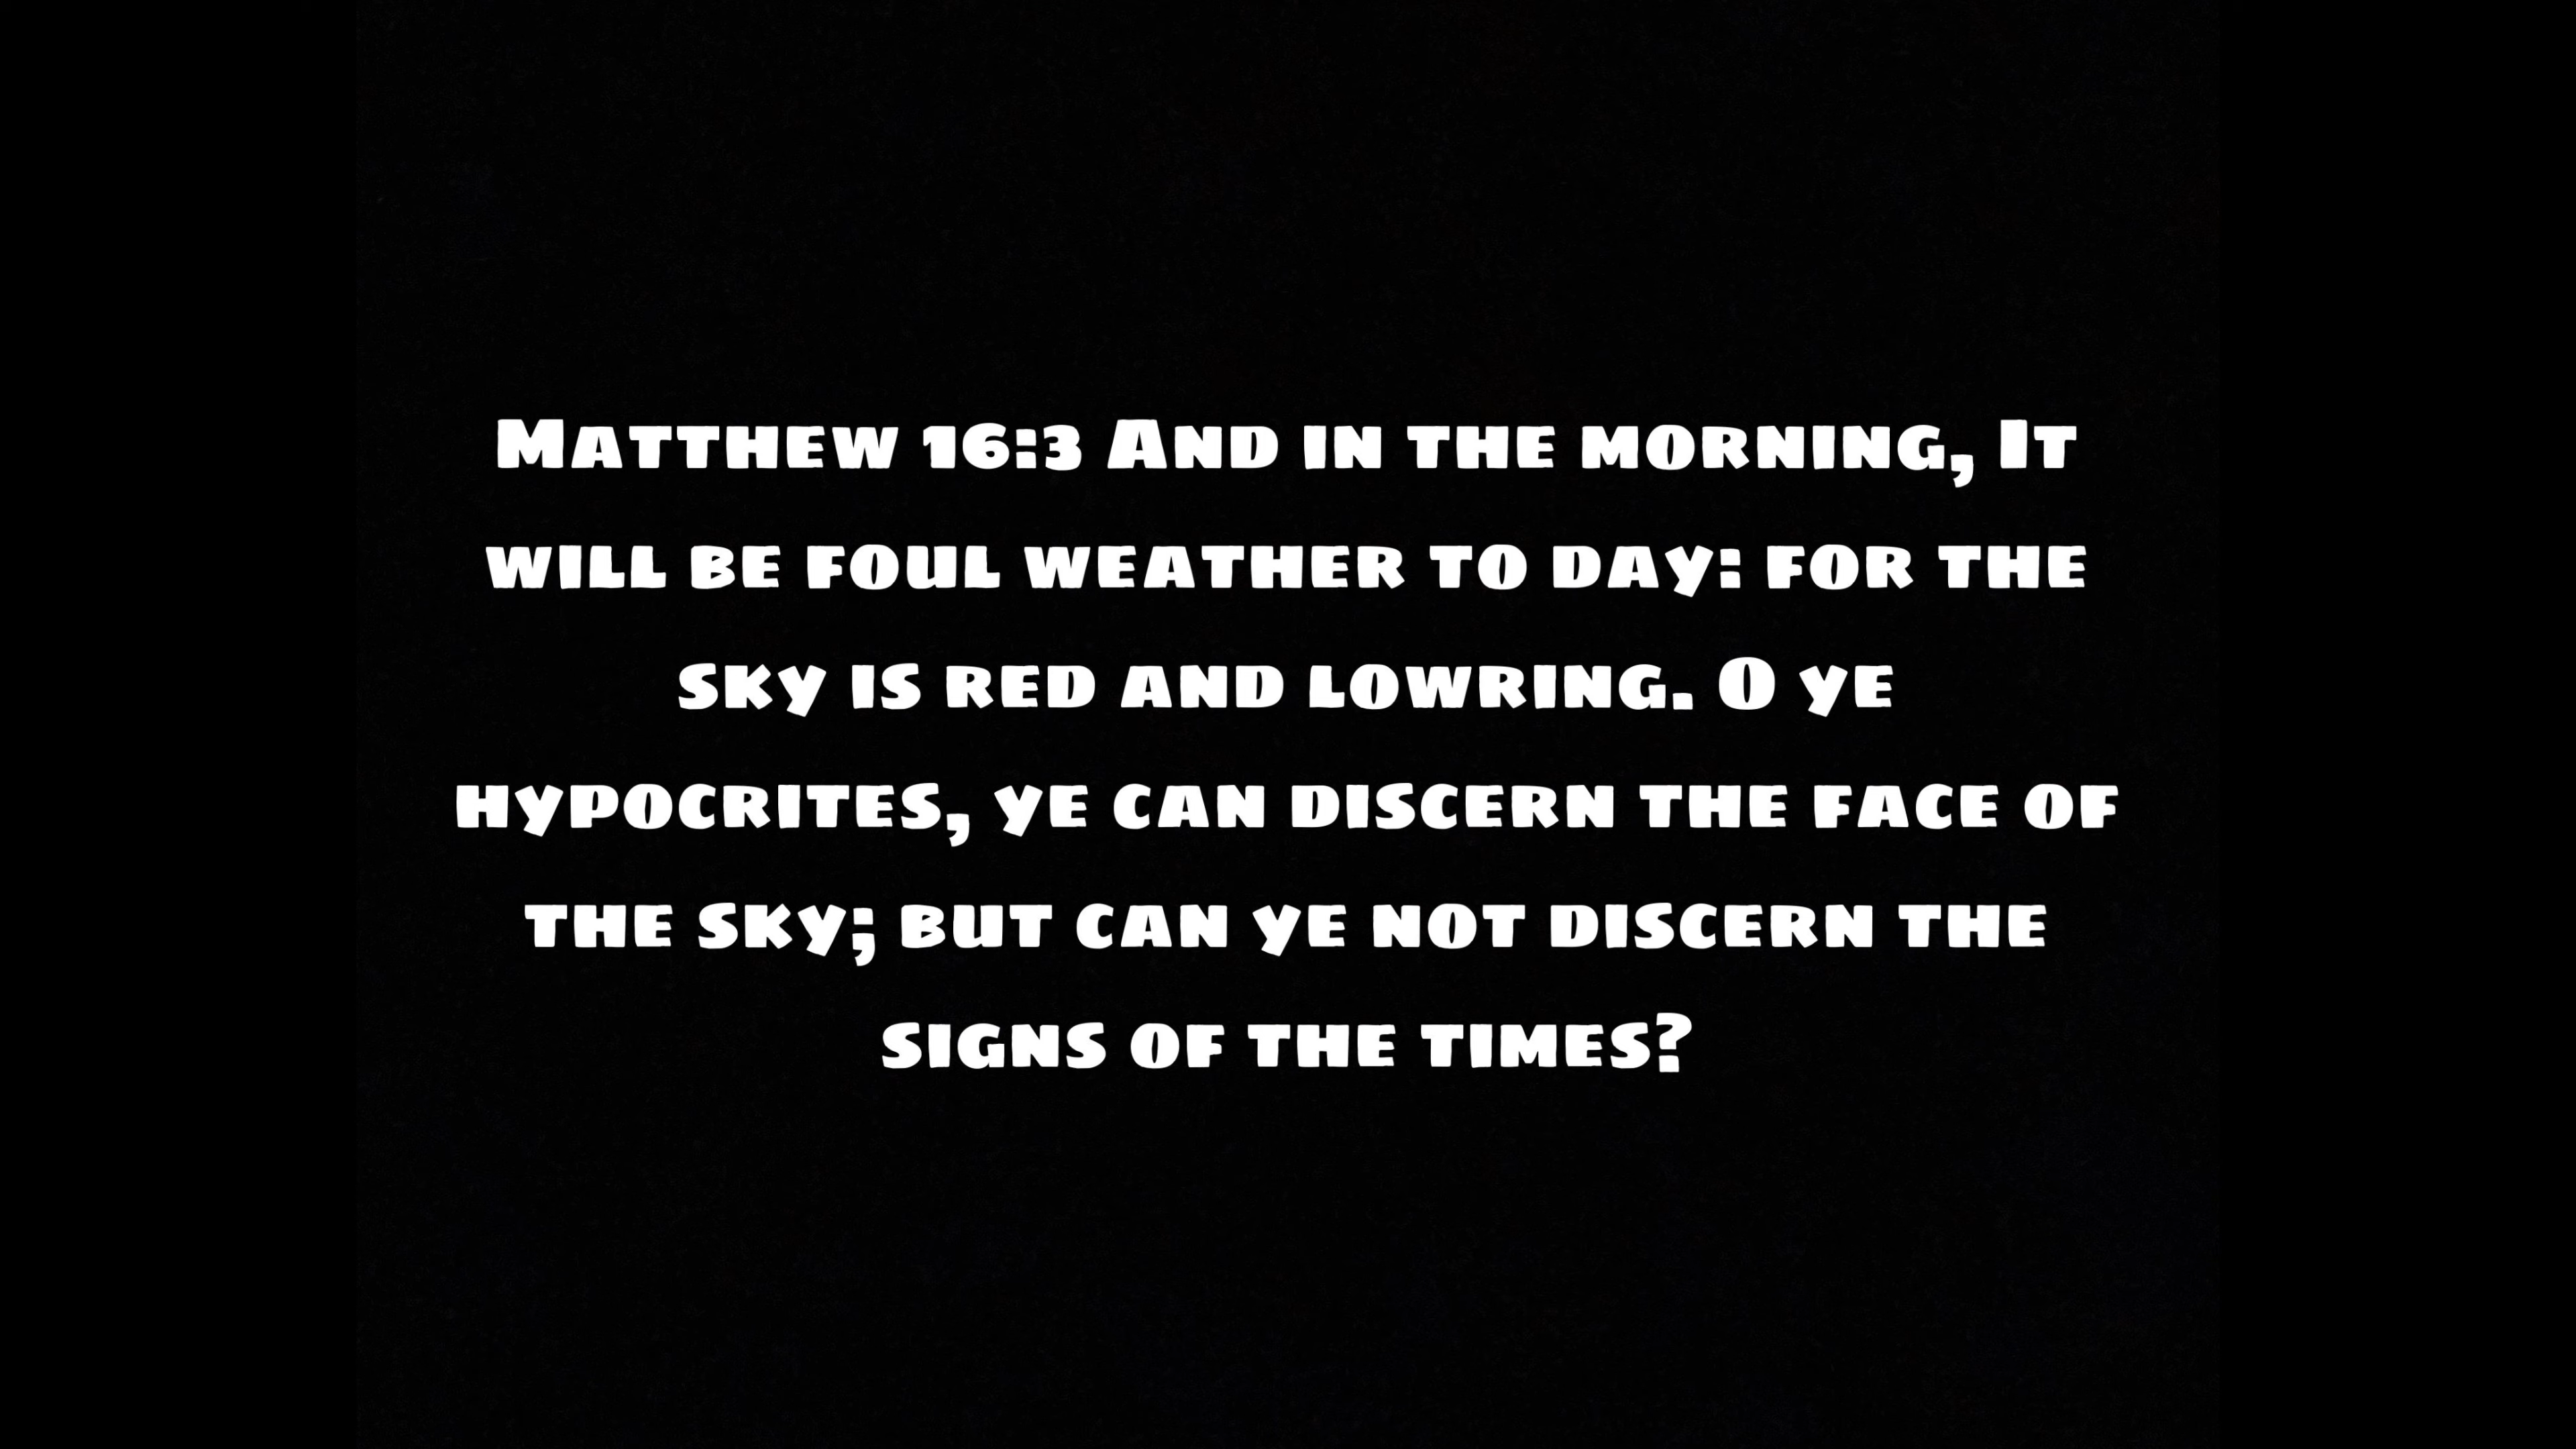 Matthew 16:3 And in the morning, It
will be foul weather to day: for the
sky is red and lowring. O ye
hypocrites, ye can discern the face of
the sky; but can ye not discern the
signs of the times?